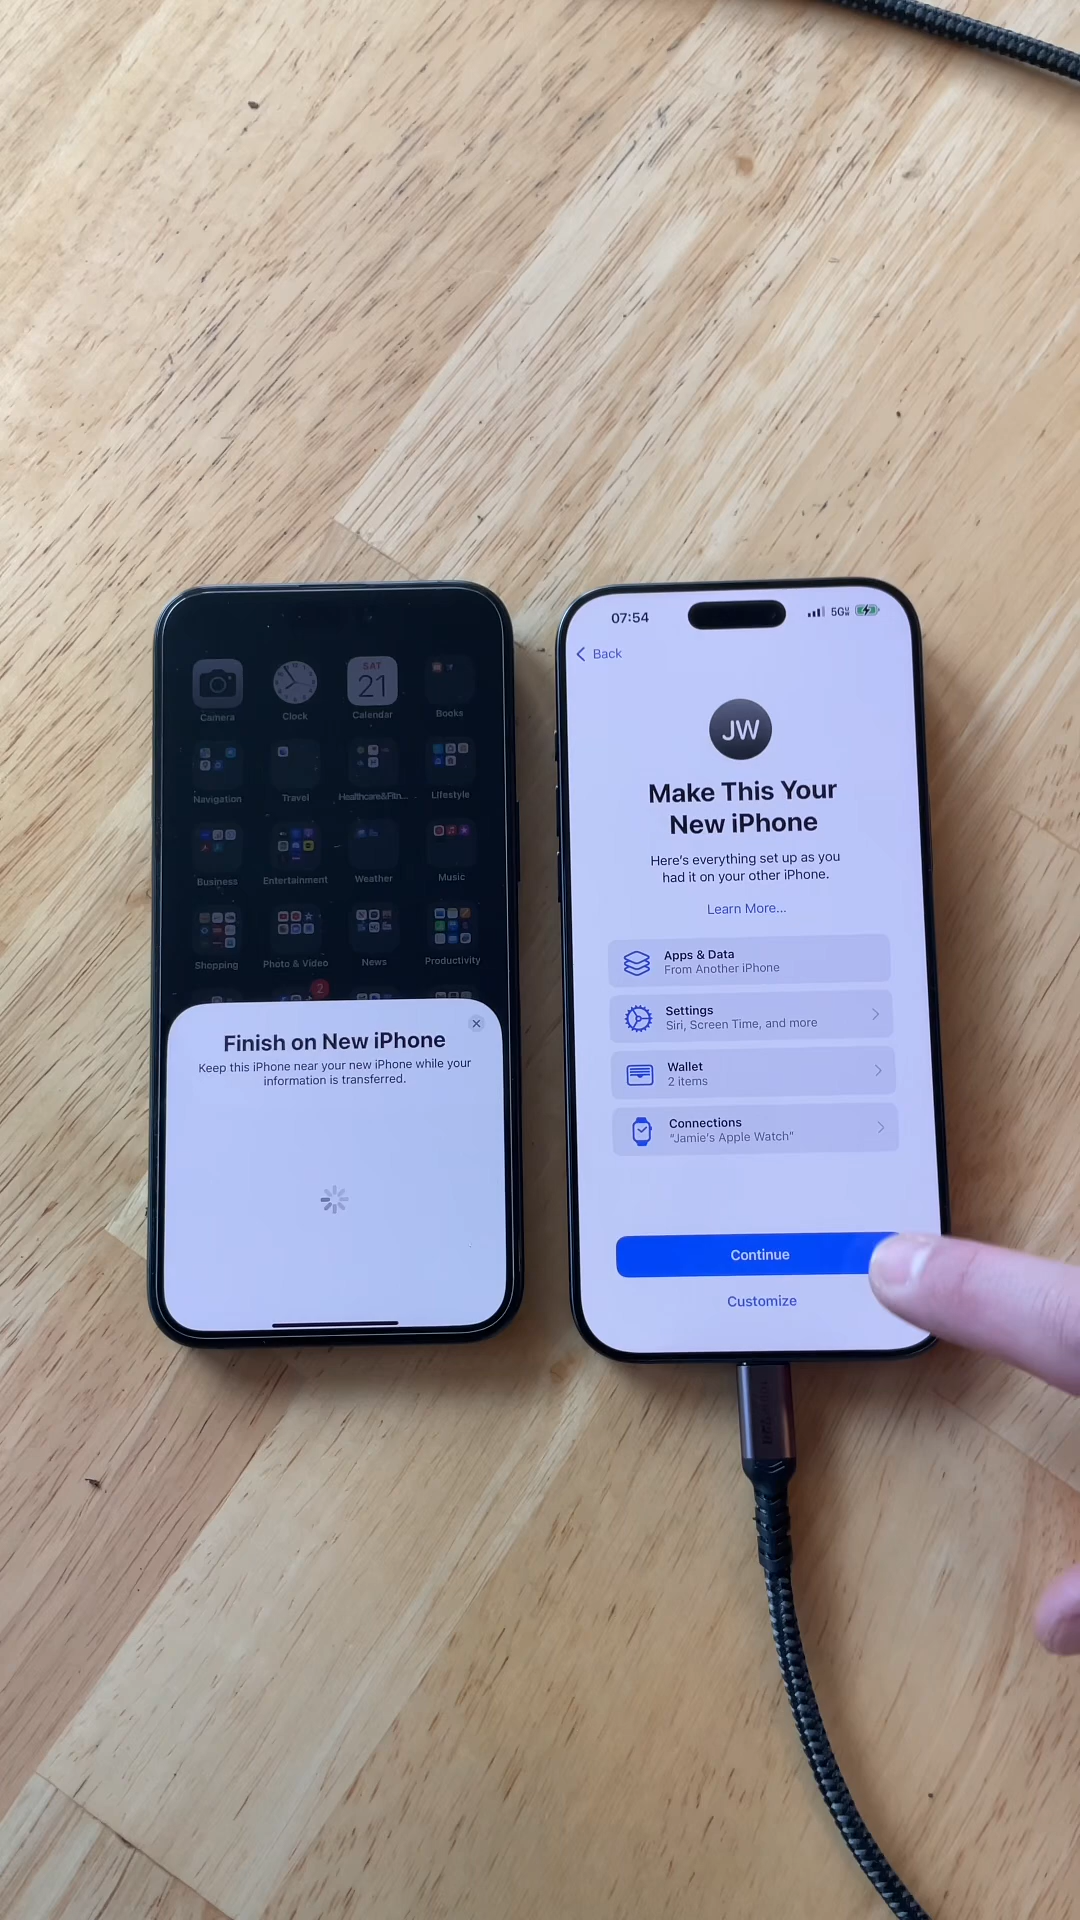 SAT
21
Camera
Clock
Calendar
Books
Navigation
Travel
Healthcare&Fitn...
Lifestyle
Business
Entertainment
Weather
Music
Shopping
Photo & Video
News
Productivity
2
Finish on New iPhone
Keep this iPhone near your new iPhone while your
information is transferred.
07:54
5G
Back
JW
Make This Your
New iPhone
Here's everything set up as you
had it on your other iPhone.
Learn More...
Apps & Data
From Another iPhone
Settings
Siri, Screen Time, and more
Wallet
2 items
Connections
"Jamie's Apple Watch"
Continue
Customize